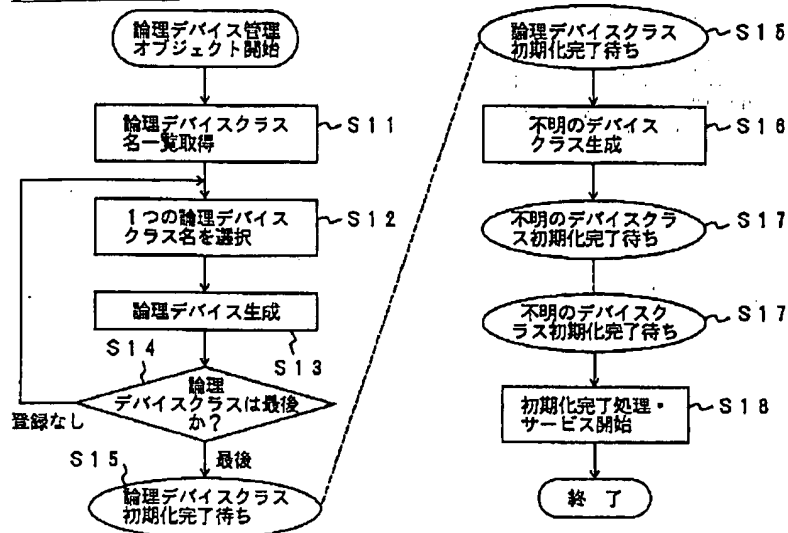 論理デバイス管理
オブジェクト開始
論理デバイスクラス
名一覧取得
S11
1つの論理デバイス
クラス名を選択
S12
論理デバイス生成
S13
S14
論理
デバイスクラスは最後
か?
登録なし
最後
S15
論理デバイスクラス
初期化完了待ち
論理デバイスクラス
初期化完了待ち
S15
不明のデバイス
クラス生成
S16
不明のデバイスクラ
ス初期化完了待ち
S17
不明のデバイスク
ラス初期化完了待ち
S17
初期化完了処理・
サービス開始
S18
終 了